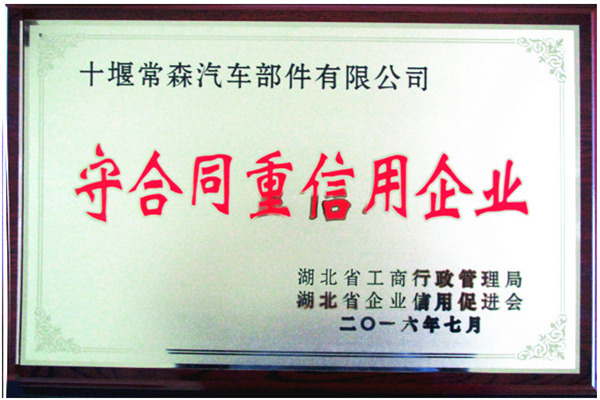 十堰常森汽车部件有限公司
守合同重信用企业
湖北省工商行政管理局
湖北省企业信用促进会
二〇一六年七月